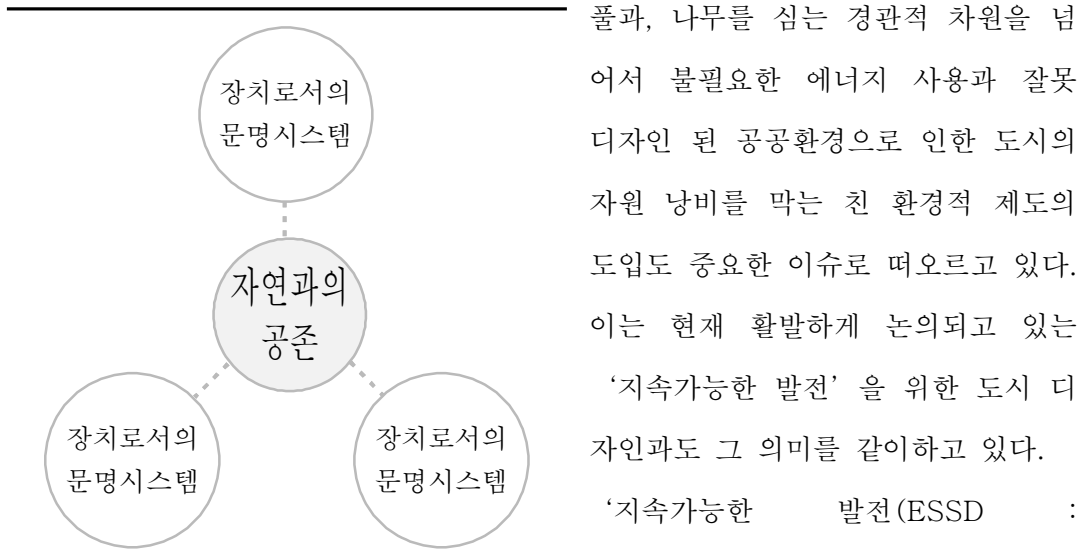 장치로서의
문명시스템
자연과의
공존
장치로서의
문명시스템
장치로서의
문명시스템
풀과, 나무를 심는 경관적 차원을 넘
어서 불필요한 에너지 사용과 잘못
디자인 된 공공환경으로 인한 도시의
자원 낭비를 막는 친 환경적 제도의
도입도 중요한 이슈로 떠오르고 있다.
이는 현재 활발하게 논의되고 있는
‘지속가능한 발전’ 을 위한 도시 디
자인과도 그 의미를 같이하고 있다.
‘지속가능한 발전(ESSD :